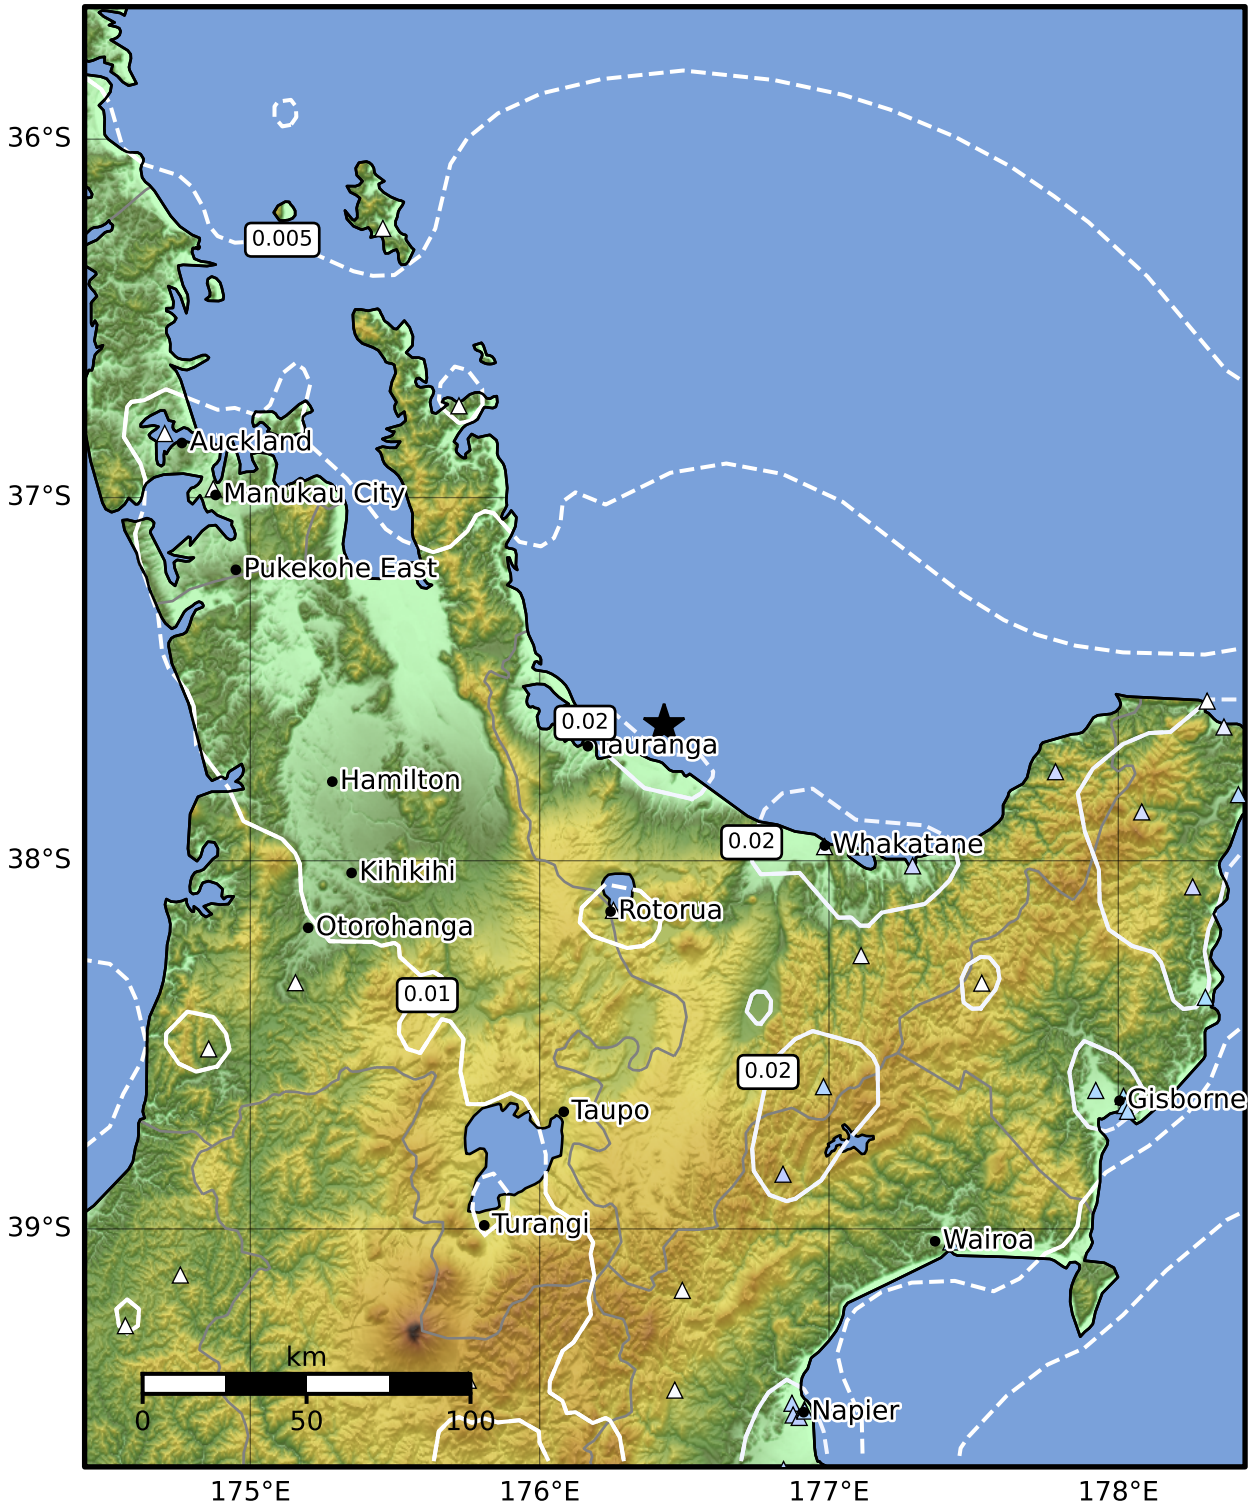 36°S
0.005
Auckland
37°S
Manukau City
Pukekohe East
0.02
Tauranga
Hamilton
0.02
Whakatane
38°S
Kihikihi
Rotorua
Otorohanga
0.01
0.02
Gisborne
Taupo
39°S
Turangi
Wairoa
km
0 50 100
Napier
175°E 176°E 177°E 178°E